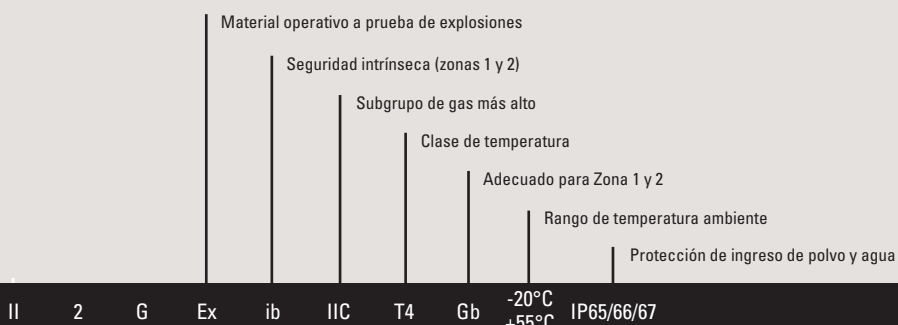 Material operativo a prueba de explosiones
Seguridad intrínseca (zonas 1 y 2)
Subgrupo de gas más alto
Clase de temperatura
Adecuado para Zona 1 y 2
Rango de temperatura ambiente
Protección de ingreso de polvo y agua
II 2 G Ex ib IIC T4 Gb -20°C IP65/66/67
+55°C